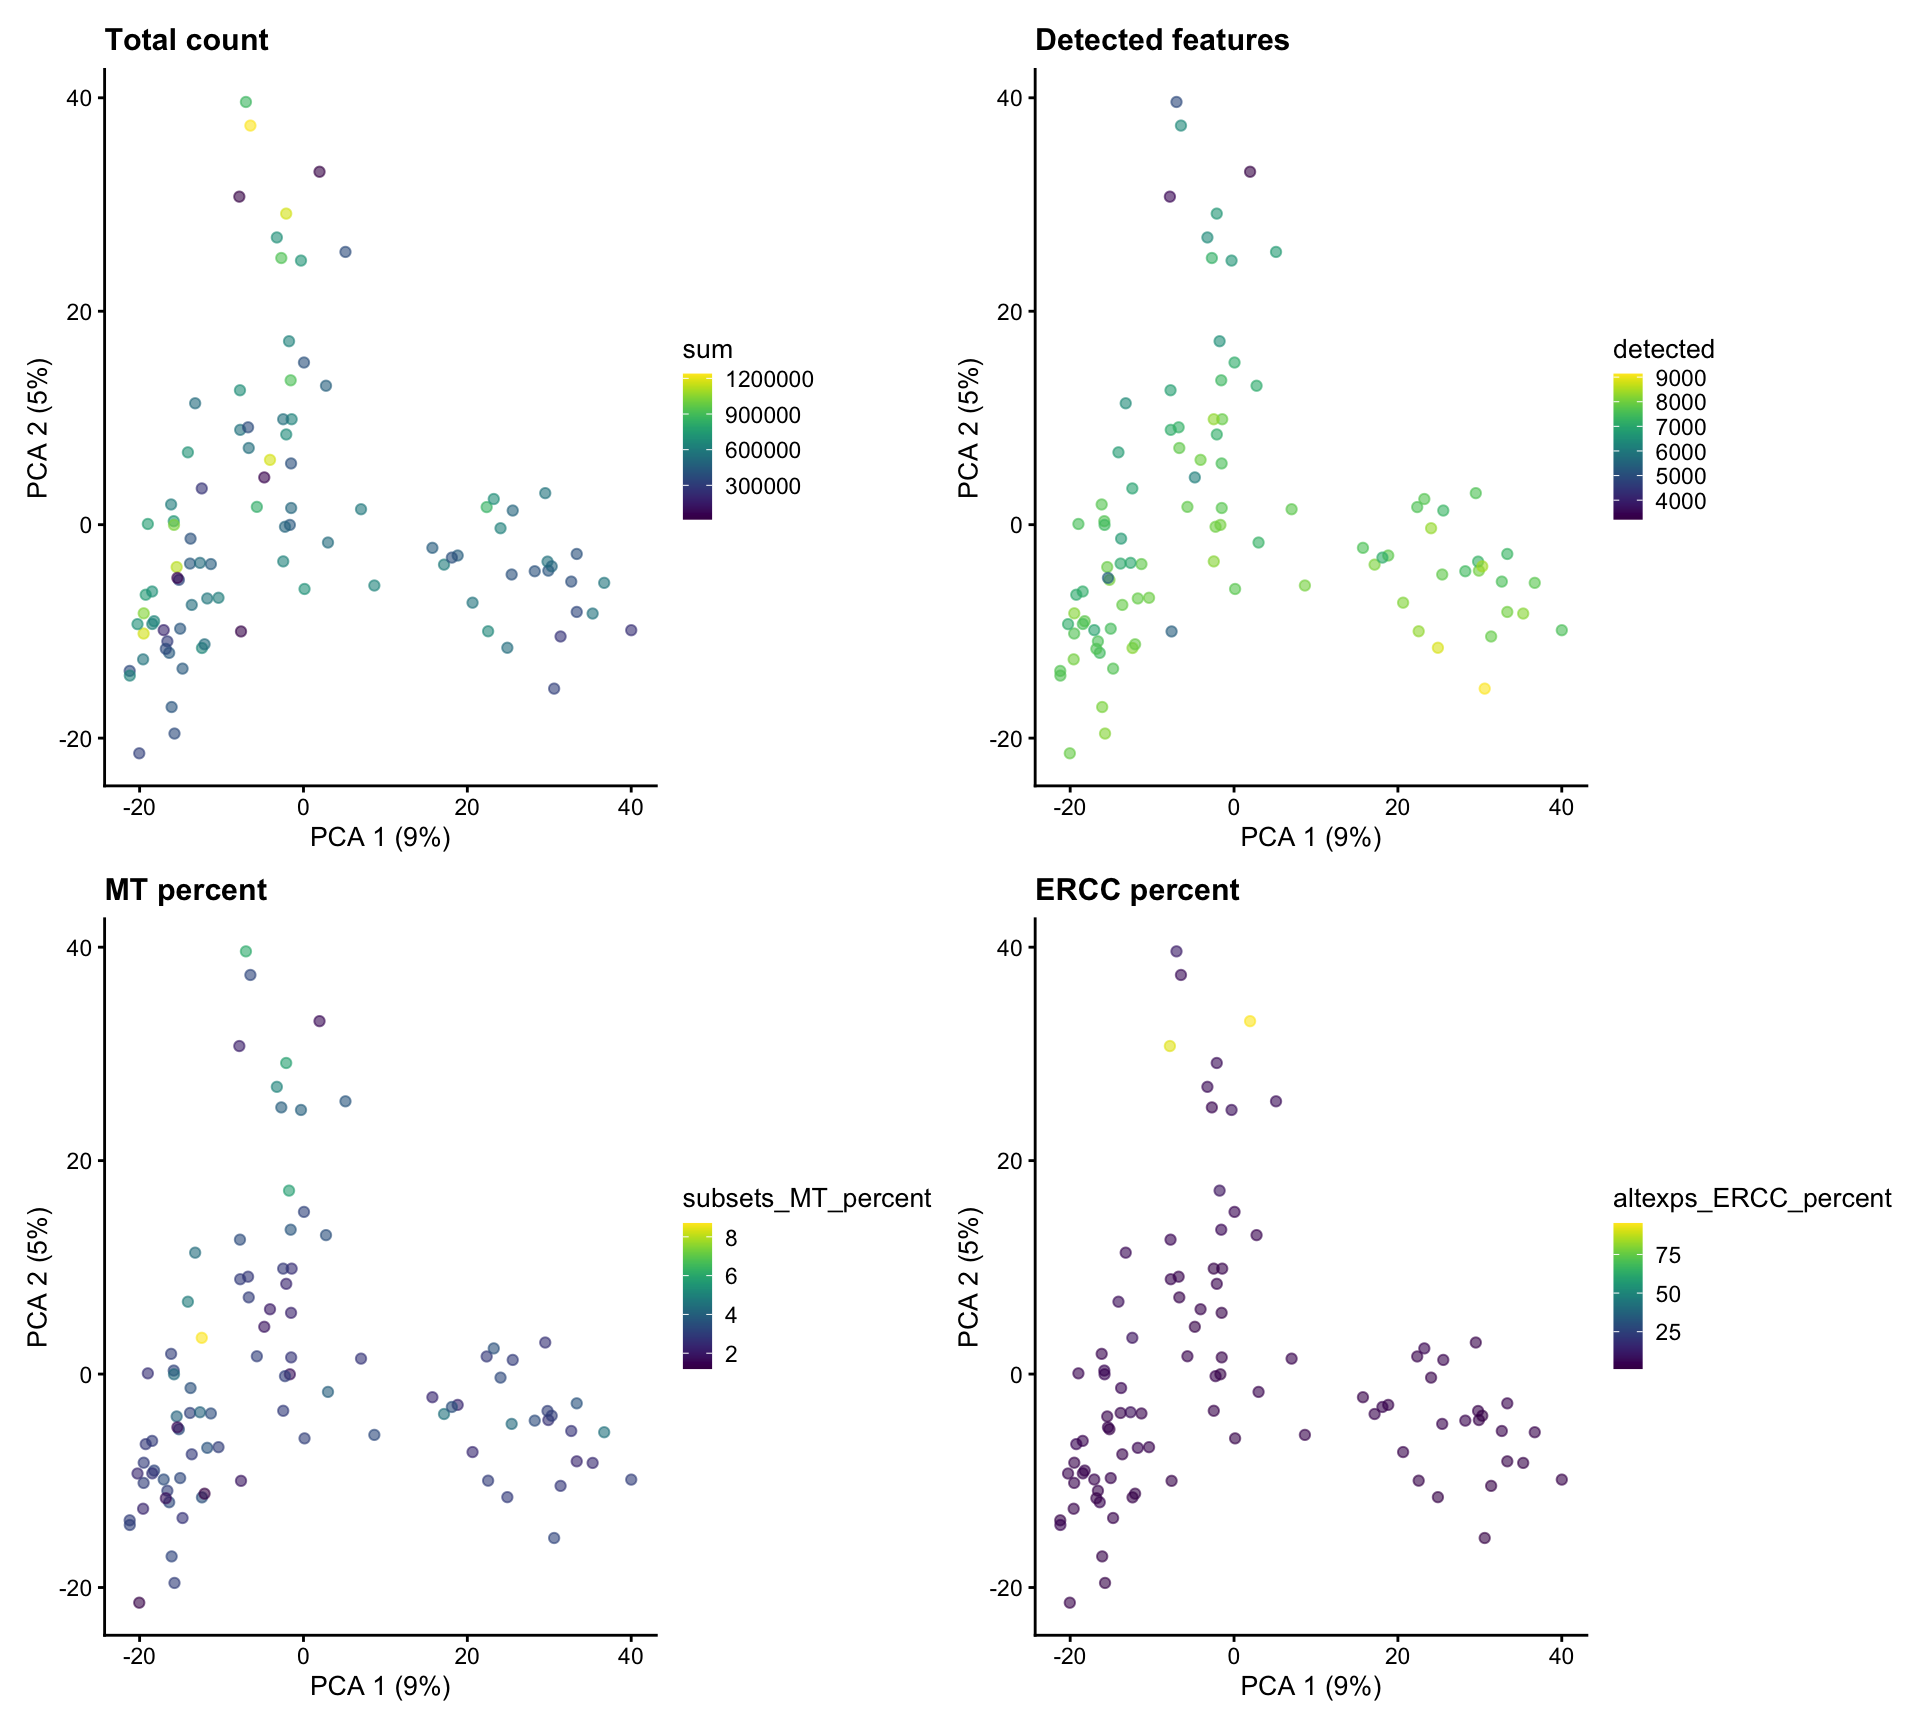 Total count
40
20
0
-20
-20 0 20 40
PCA 1 (9%)
PCA 2 (5%)
sum
1200000
900000
600000
300000
Detected features
40
20
0
-20
-20 0 20 40
PCA 1 (9%)
PCA 2 (5%)
detected
9000
8000
7000
6000
5000
4000
MT percent
40
20
0
-20
-20 0 20 40
PCA 1 (9%)
PCA 2 (5%)
subsets_MT_percent
8
6
4
2
ERCC percent
40
20
0
-20
-20 0 20 40
PCA 1 (9%)
PCA 2 (5%)
altexps_ERCC_percent
75
50
25